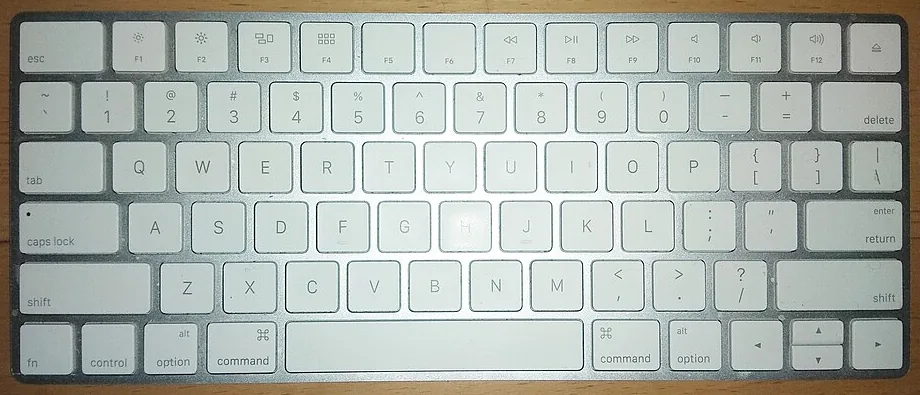 esc F1 F2 F3 F4 F5 F6 F7 F8 F9 F10 F11 F12
~ ! @ # $ % ^ & * ( ) — +
` 1 2 3 4 5 6 7 8 9 0 - = delete
tab Q W E R T Y U I O P { [ } ] | \
caps lock A S D F G H J K L : ; " ' enter return
shift Z X C V B N M < , > . ? / shift
fn control alt option ⌘ command ⌘ command alt option ◄ ▲ ▼ ►